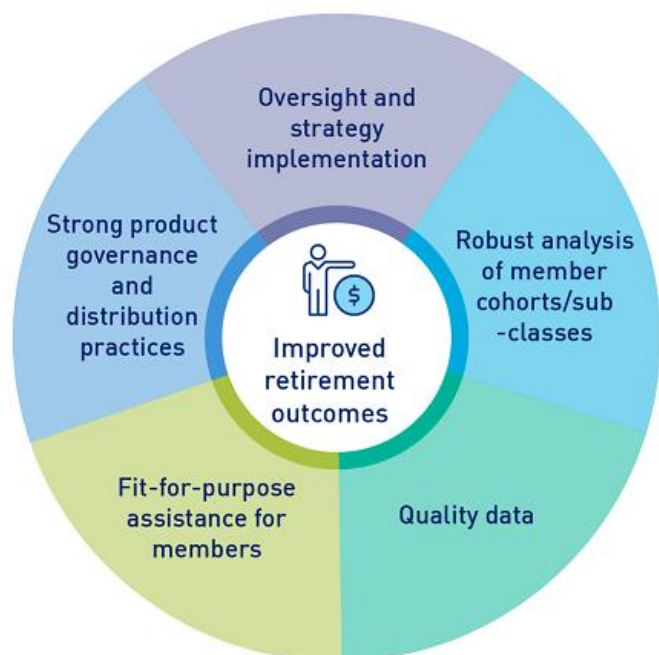 Oversight and
strategy
implementation
Robust analysis
of member
cohorts/sub
-classes
Quality data
Fit-for-purpose
assistance for
members
Strong product
governance
and
distribution
practices
$
Improved
retirement
outcomes